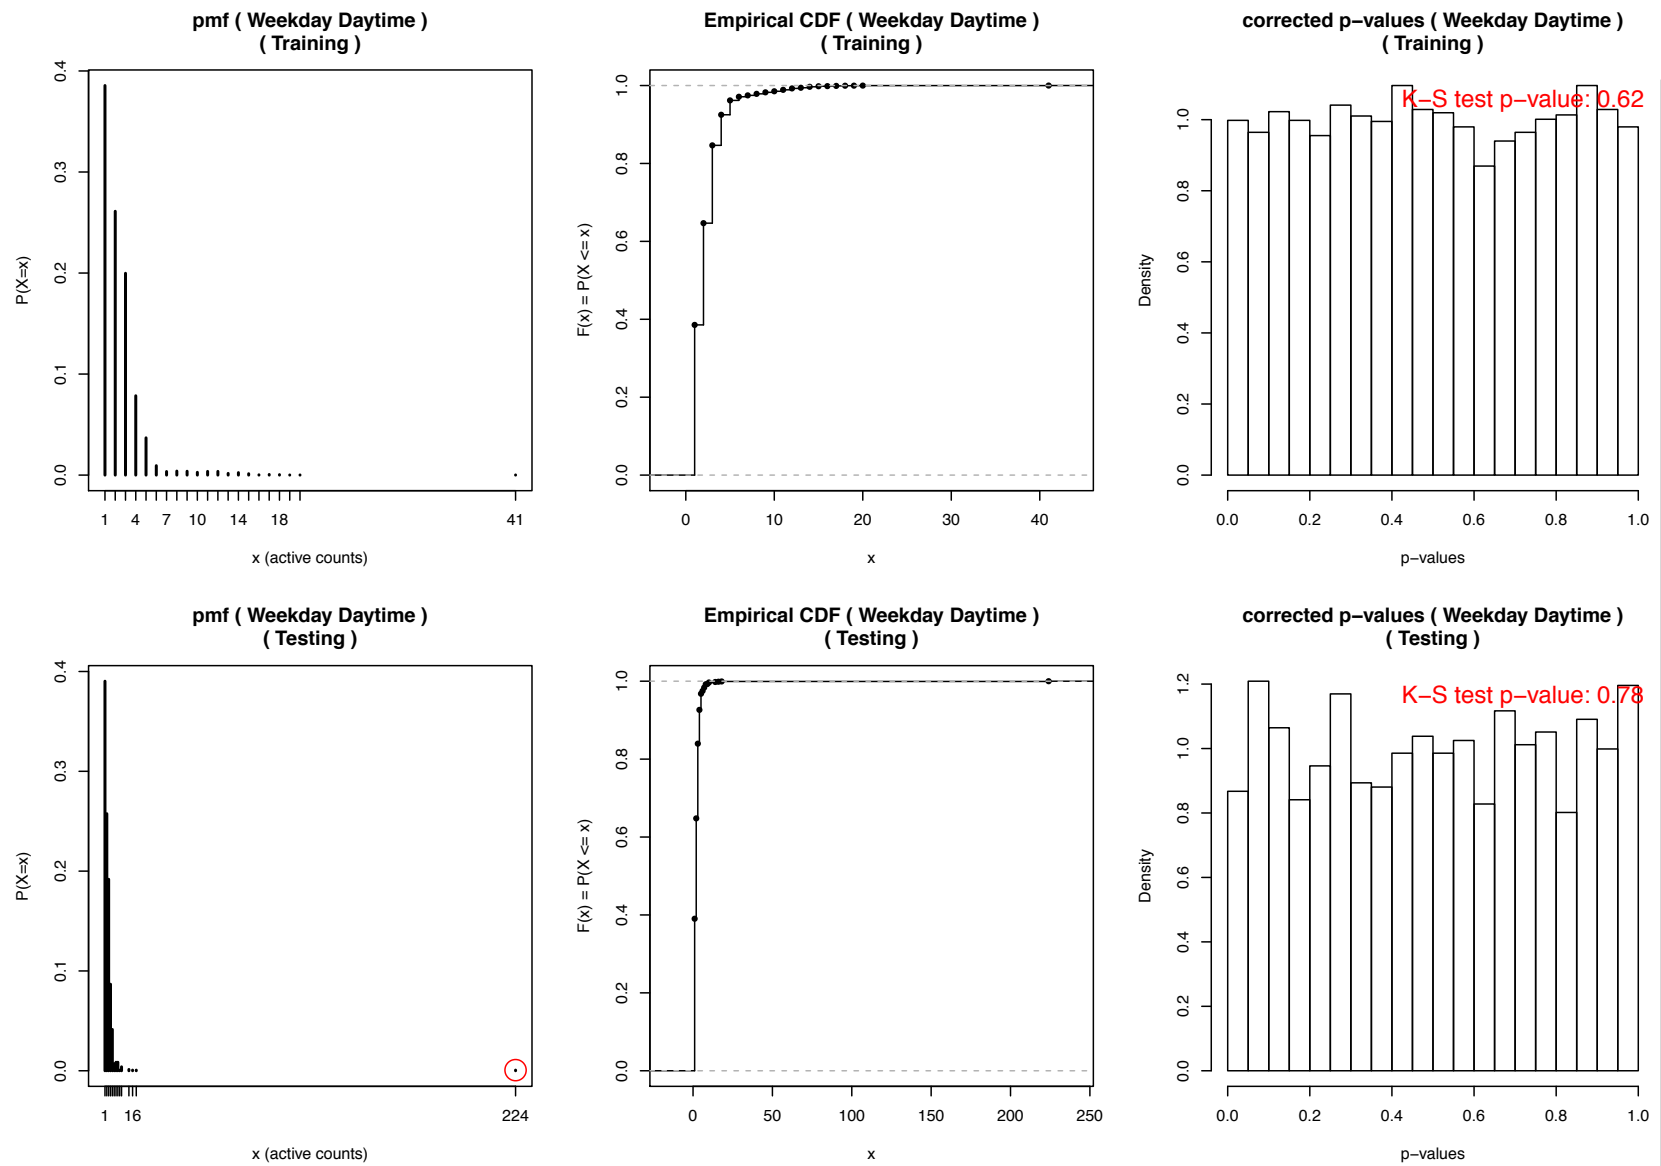 pmf ( Weekday Daytime )
( Training )
P(X=x)
0.0
0.1
0.2
0.3
0.4
1
4
7
10
14
18
41
x (active counts)
Empirical CDF ( Weekday Daytime )
( Training )
F(x) = P(X <= x)
0.0
0.2
0.4
0.6
0.8
1.0
0
10
20
30
40
x
corrected p−values ( Weekday Daytime )
( Training )
K−S test p−value: 0.62
Density
0.0
0.2
0.4
0.6
0.8
1.0
0.0
0.2
0.4
0.6
0.8
1.0
p−values
pmf ( Weekday Daytime )
( Testing )
P(X=x)
0.0
0.1
0.2
0.3
0.4
1
16
224
x (active counts)
Empirical CDF ( Weekday Daytime )
( Testing )
F(x) = P(X <= x)
0.0
0.2
0.4
0.6
0.8
1.0
0
50
100
150
200
250
x
corrected p−values ( Weekday Daytime )
( Testing )
K−S test p−value: 0.78
Density
0.0
0.2
0.4
0.6
0.8
1.0
1.2
0.0
0.2
0.4
0.6
0.8
1.0
p−values